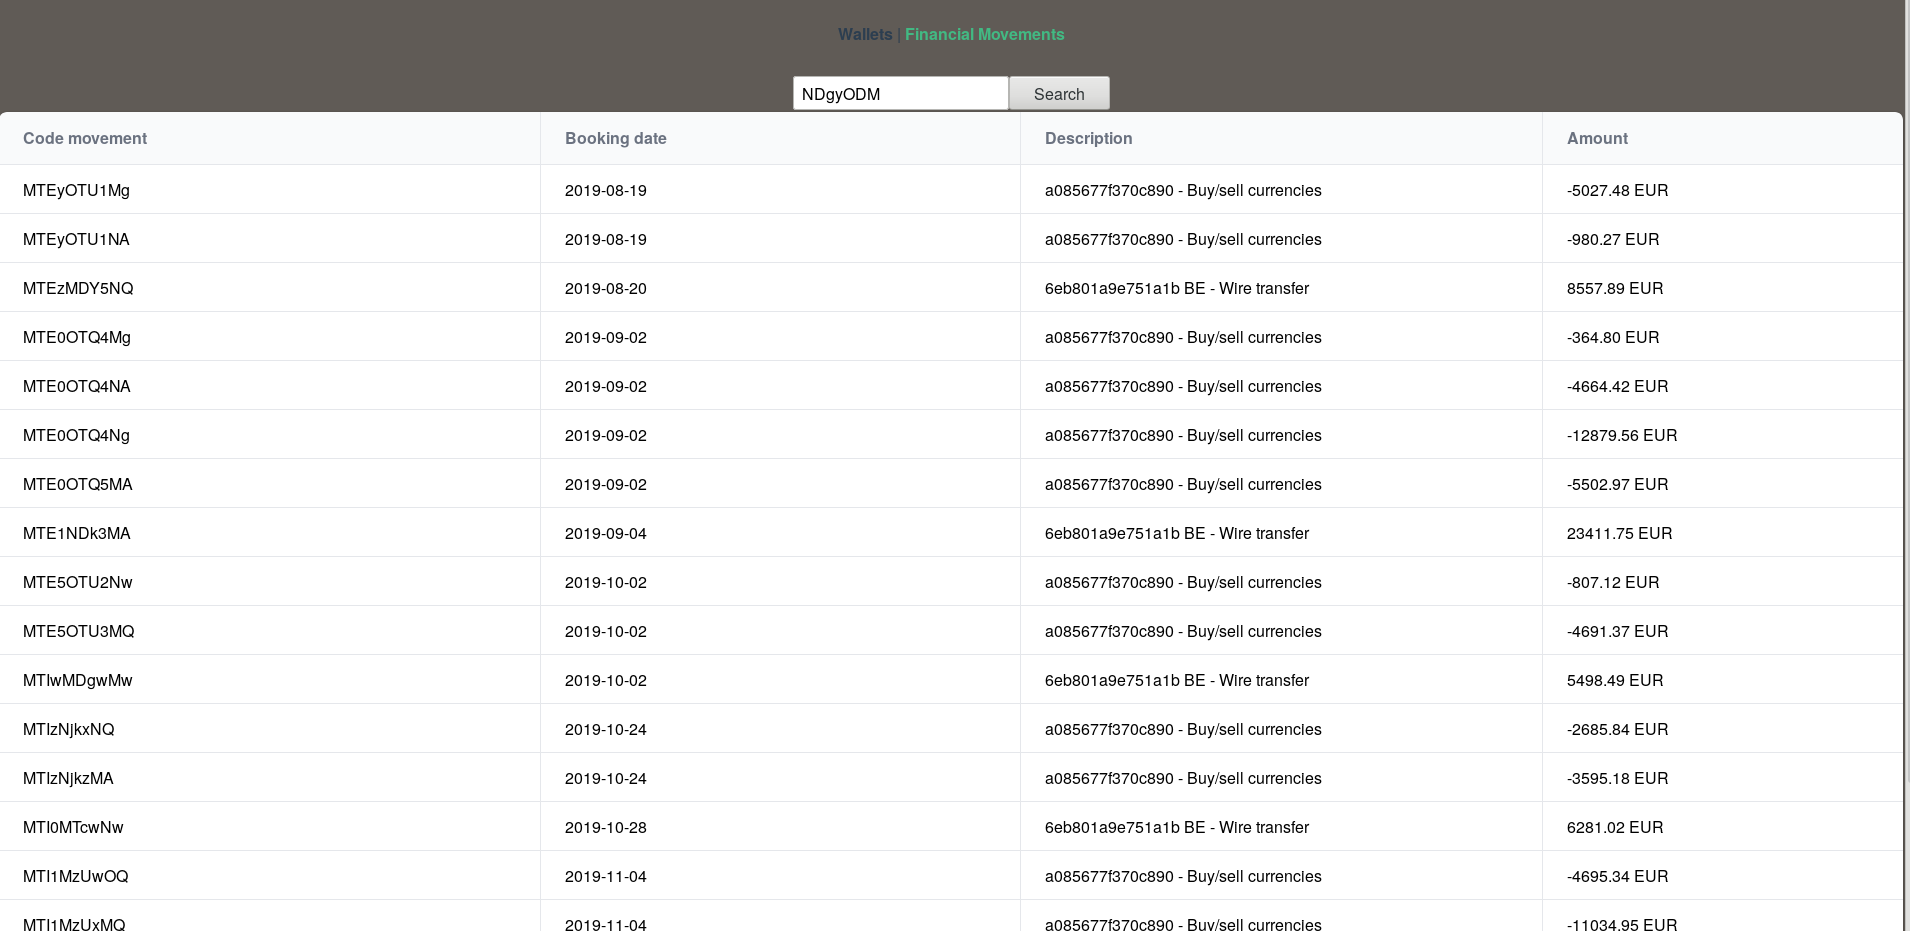 Wallets | Financial Movements
NDgyODM Search
Code movement Booking date Description Amount
MTEyOTU1Mg 2019-08-19 a085677f370c890 - Buy/sell currencies -5027.48 EUR
MTEyOTU1NA 2019-08-19 a085677f370c890 - Buy/sell currencies -980.27 EUR
MTEzMDY5NQ 2019-08-20 6eb801a9e751a1b BE - Wire transfer 8557.89 EUR
MTE0OTQ4Mg 2019-09-02 a085677f370c890 - Buy/sell currencies -364.80 EUR
MTE0OTQ4NA 2019-09-02 a085677f370c890 - Buy/sell currencies -4664.42 EUR
MTE0OTQ4Ng 2019-09-02 a085677f370c890 - Buy/sell currencies -12879.56 EUR
MTE0OTQ5MA 2019-09-02 a085677f370c890 - Buy/sell currencies -5502.97 EUR
MTE1NDk3MA 2019-09-04 6eb801a9e751a1b BE - Wire transfer 23411.75 EUR
MTE5OTU2Nw 2019-10-02 a085677f370c890 - Buy/sell currencies -807.12 EUR
MTE5OTU3MQ 2019-10-02 a085677f370c890 - Buy/sell currencies -4691.37 EUR
MTIwMDgwMw 2019-10-02 6eb801a9e751a1b BE - Wire transfer 5498.49 EUR
MTIzNjkxNQ 2019-10-24 a085677f370c890 - Buy/sell currencies -2685.84 EUR
MTIzNjkzMA 2019-10-24 a085677f370c890 - Buy/sell currencies -3595.18 EUR
MTI0MTcwNw 2019-10-28 6eb801a9e751a1b BE - Wire transfer 6281.02 EUR
MTI1MzUwOQ 2019-11-04 a085677f370c890 - Buy/sell currencies -4695.34 EUR
MTI1MzUxMQ 2019-11-04 a085677f370c890 - Buy/sell currencies -11034.95 EUR